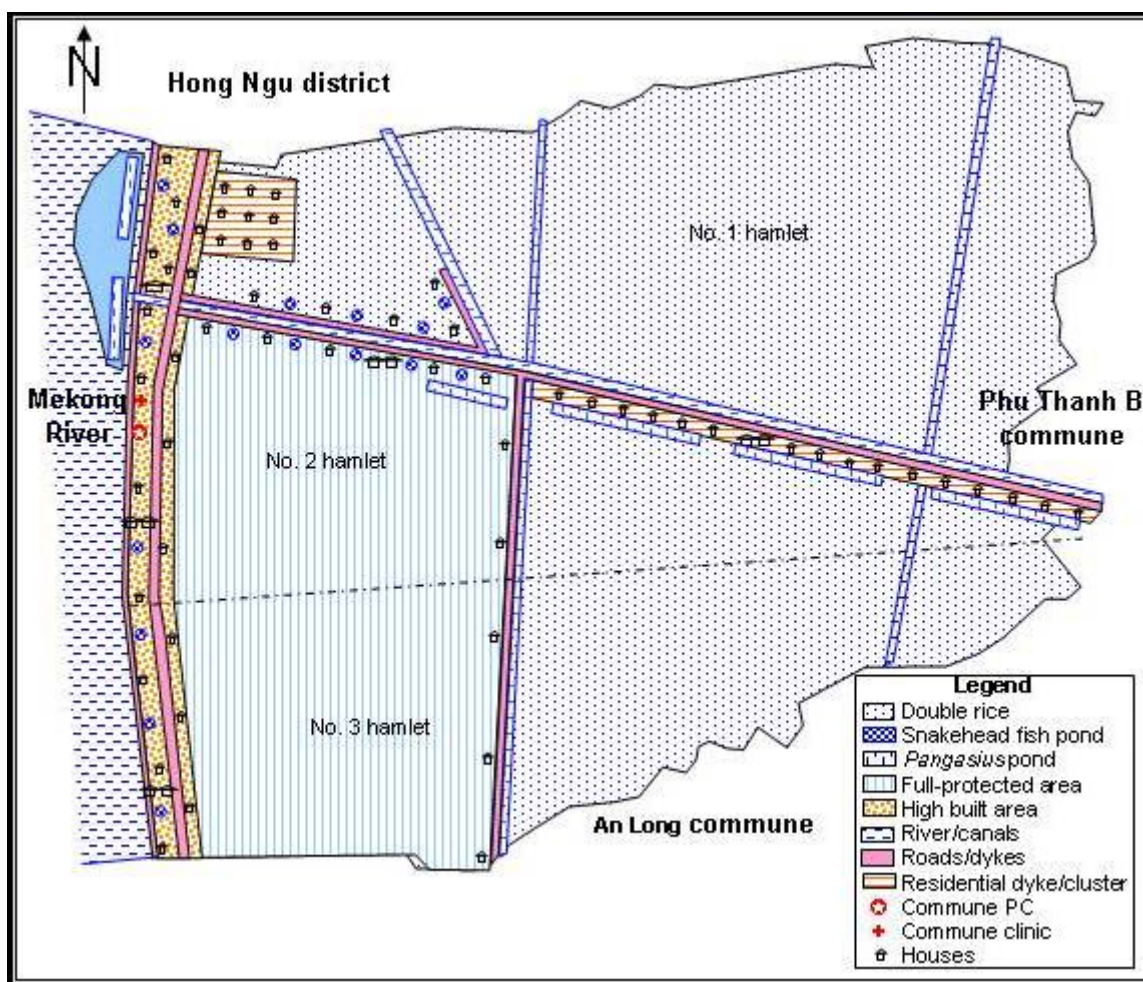 N
Hong Ngu district
No. 1 hamlet
Mekong
River
Phu Thanh B
commune
No. 2 hamlet
No. 3 hamlet
An Long commune
Legend
Double rice
Snakehead fish pond
Pangasius pond
Full-protected area
High built area
River/canals
Roads/dykes
Residential dyke/cluster
Commune PC
Commune clinic
Houses